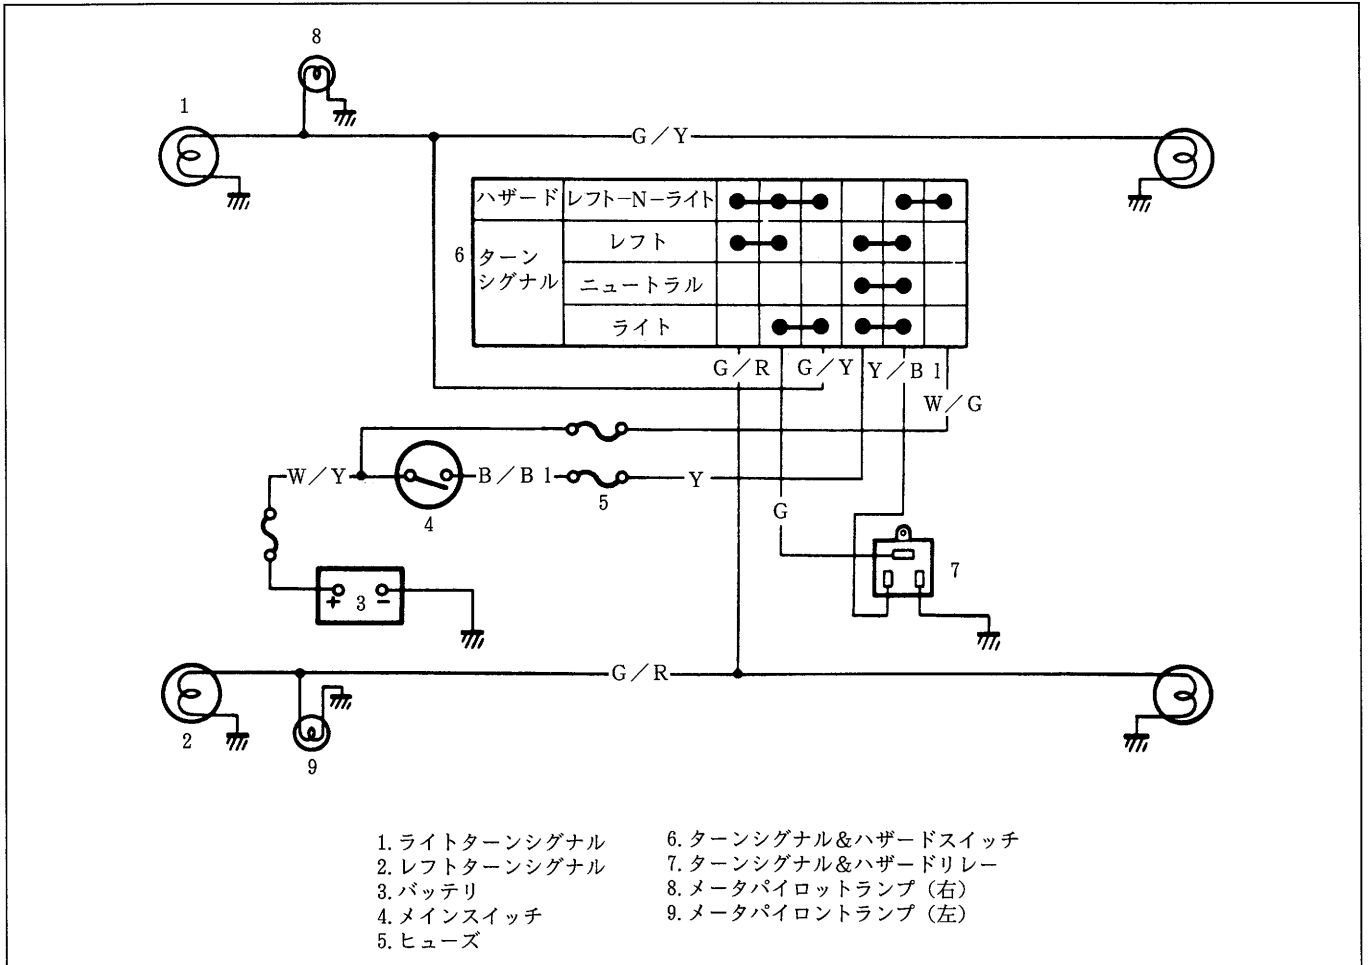 8
1
G/Y
ハザード レフト-N-ライト
6 ターンシグナル
レフト
ニュートラル
ライト
G/R G/Y Y/Bl
W/G
W/Y B/Bl Y
5
4
G
7
+ 3 -
G/R
2
9
1. ライトターンシグナル
2. レフトターンシグナル
3. バッテリ
4. メインスイッチ
5. ヒューズ
6. ターンシグナル&ハザードスイッチ
7. ターンシグナル&ハザードリレー
8. メータパイロットランプ（右）
9. メータパイロントランプ（左）